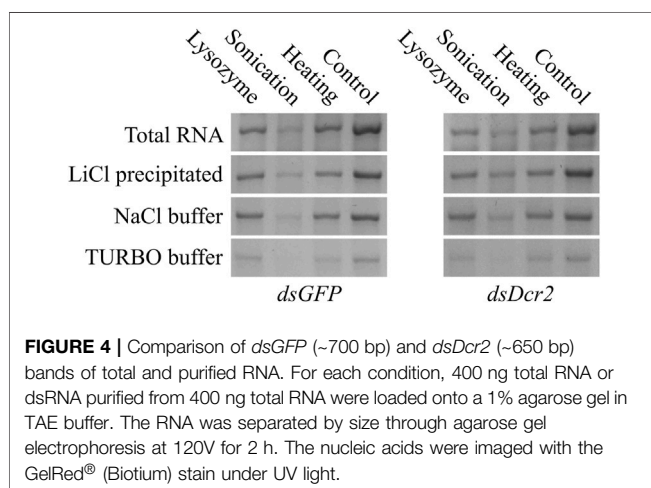 Lysozyme
Sonication
Heating
Control
Lysozyme
Sonication
Heating
Control
Total RNA
LiCl precipitated
NaCl buffer
TURBO buffer
dsGFP
dsDcr2
FIGURE 4 | Comparison of dsGFP (~700 bp) and dsDcr2 (~650 bp)
bands of total and purified RNA. For each condition, 400 ng total RNA or
dsRNA purified from 400 ng total RNA were loaded onto a 1% agarose gel in
TAE buffer. The RNA was separated by size through agarose gel
electrophoresis at 120V for 2 h. The nucleic acids were imaged with the
GelRed® (Biotium) stain under UV light.